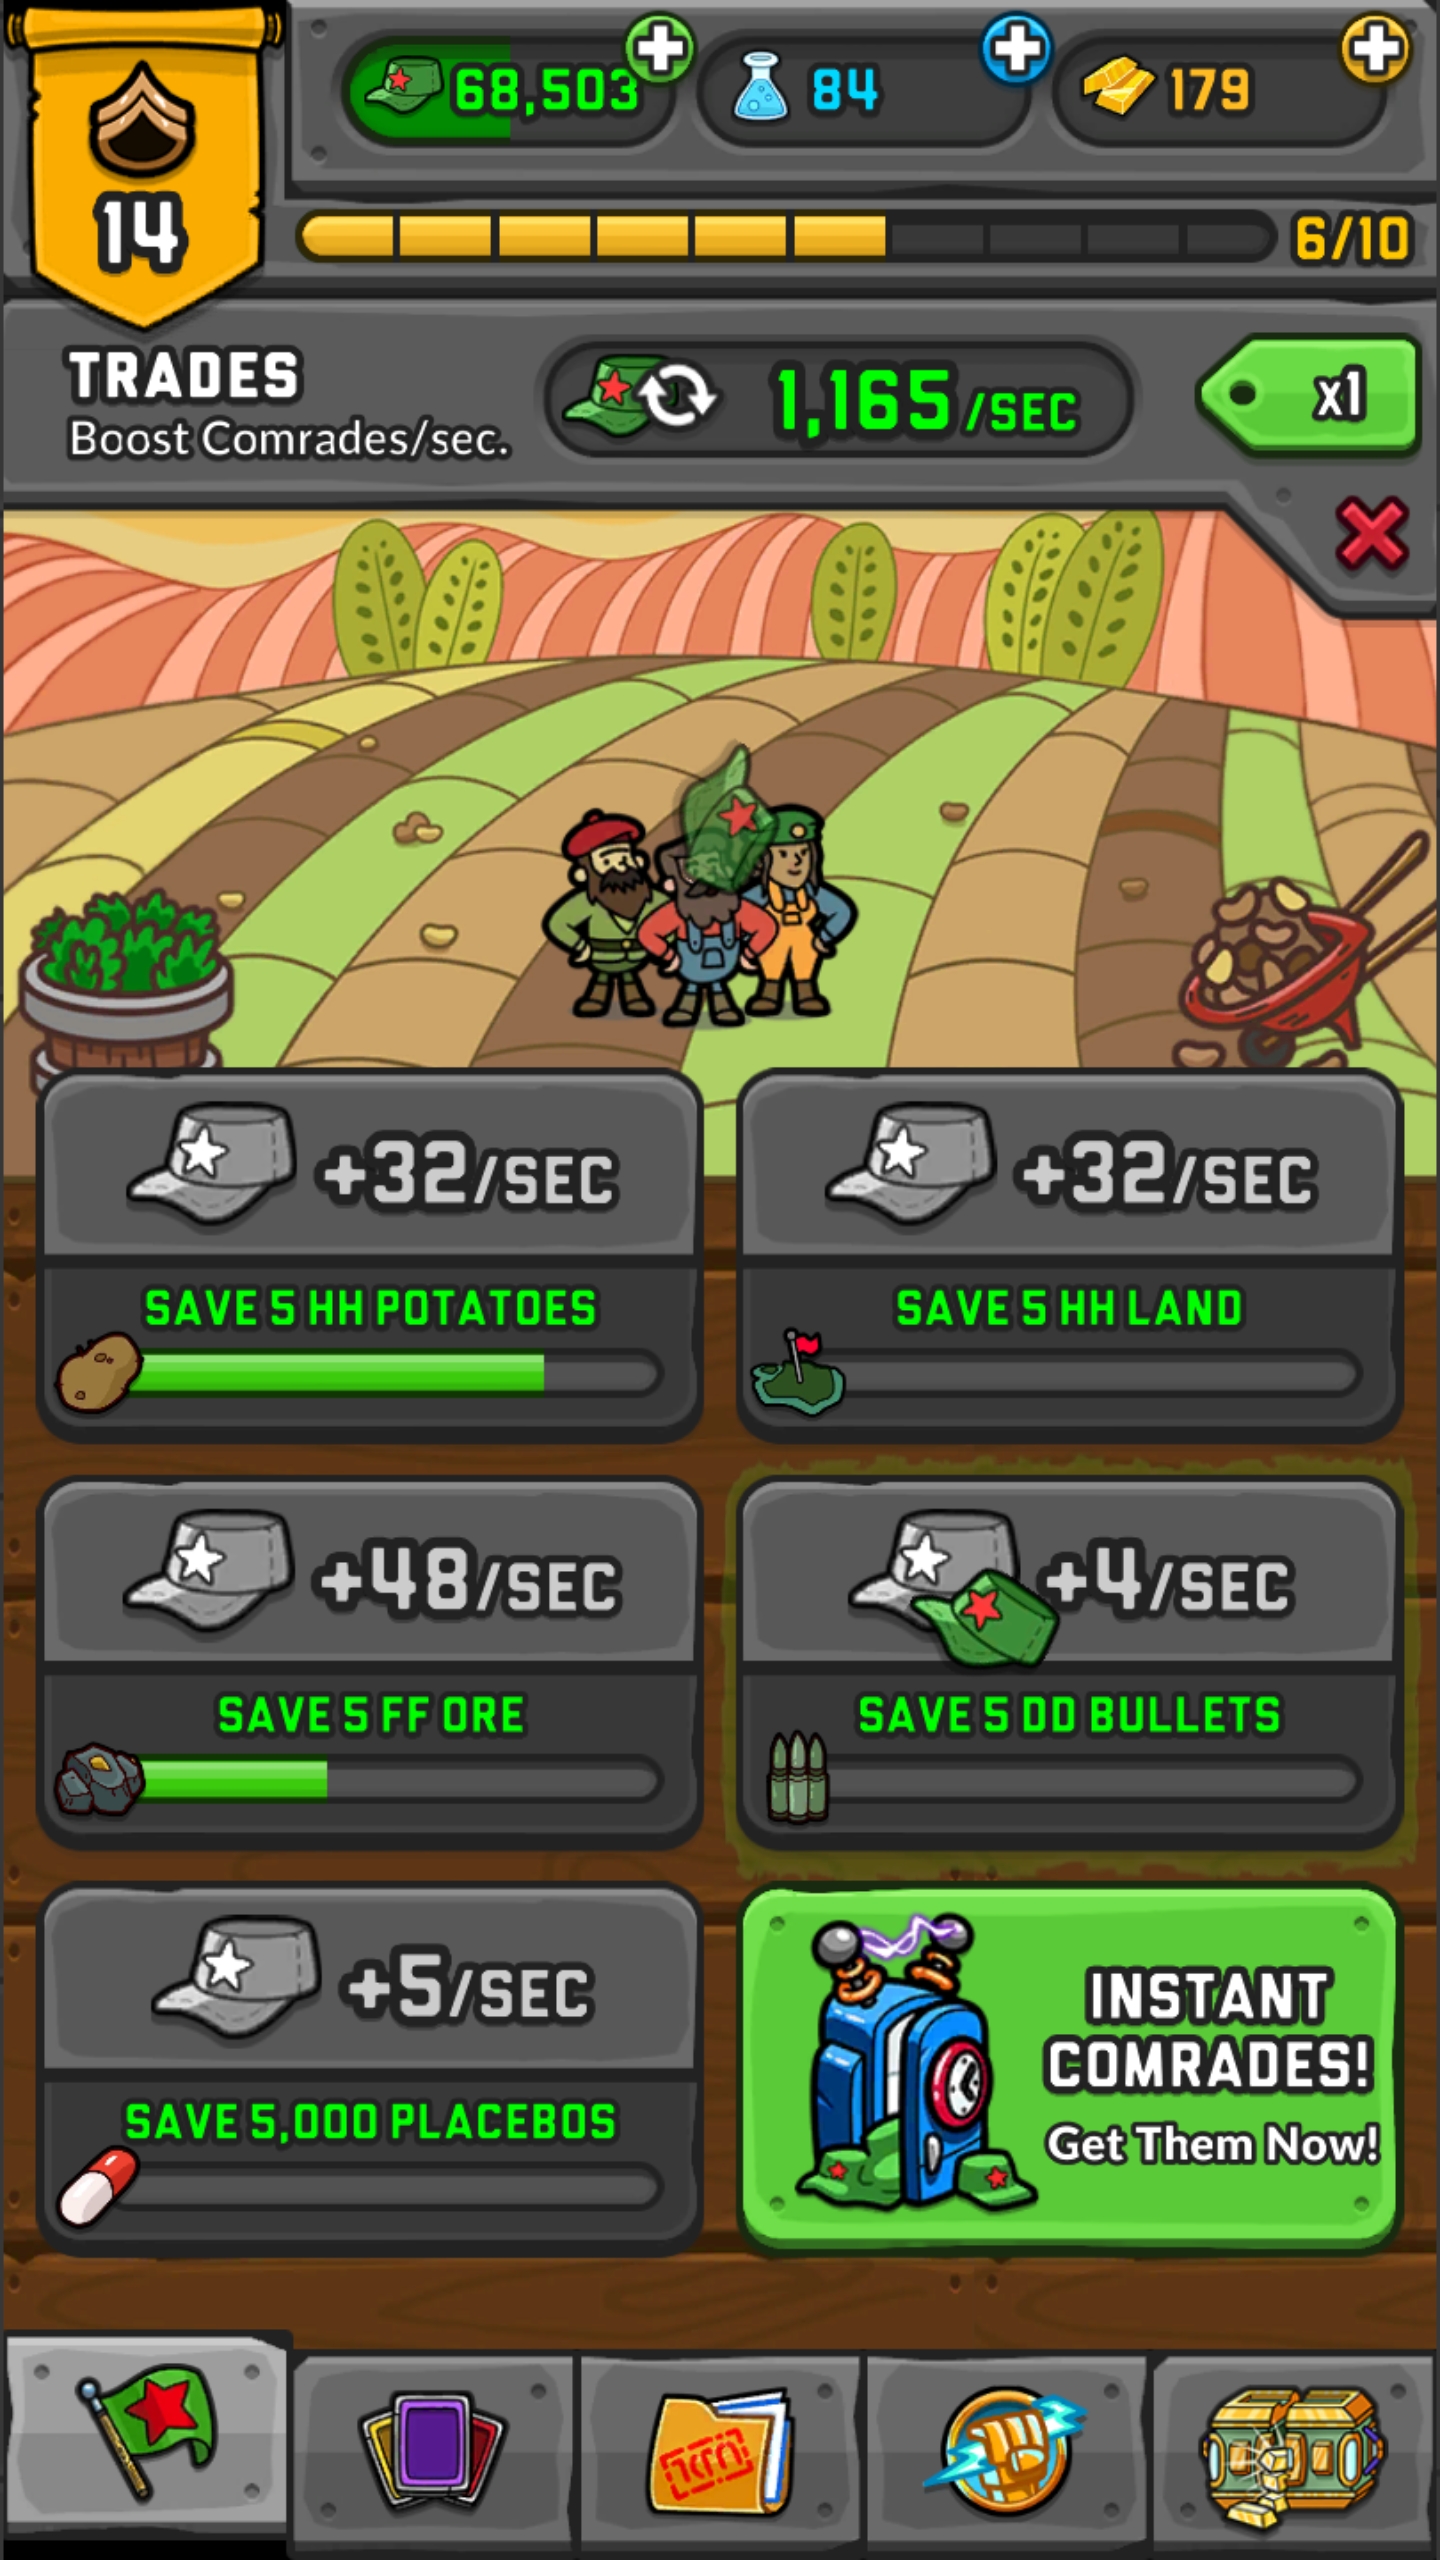 68,503
84
179
14
6/10
TRADES
Boost Comrades/sec.
1,165/SEC
x1
+32/SEC
SAVE 5 HH POTATOES
+32/SEC
SAVE 5 HH LAND
+48/SEC
SAVE 5 FF ORE
+4/SEC
SAVE 5 DD BULLETS
+5/SEC
SAVE 5,000 PLACEBOS
INSTANT
COMRADES!
Get Them Now!